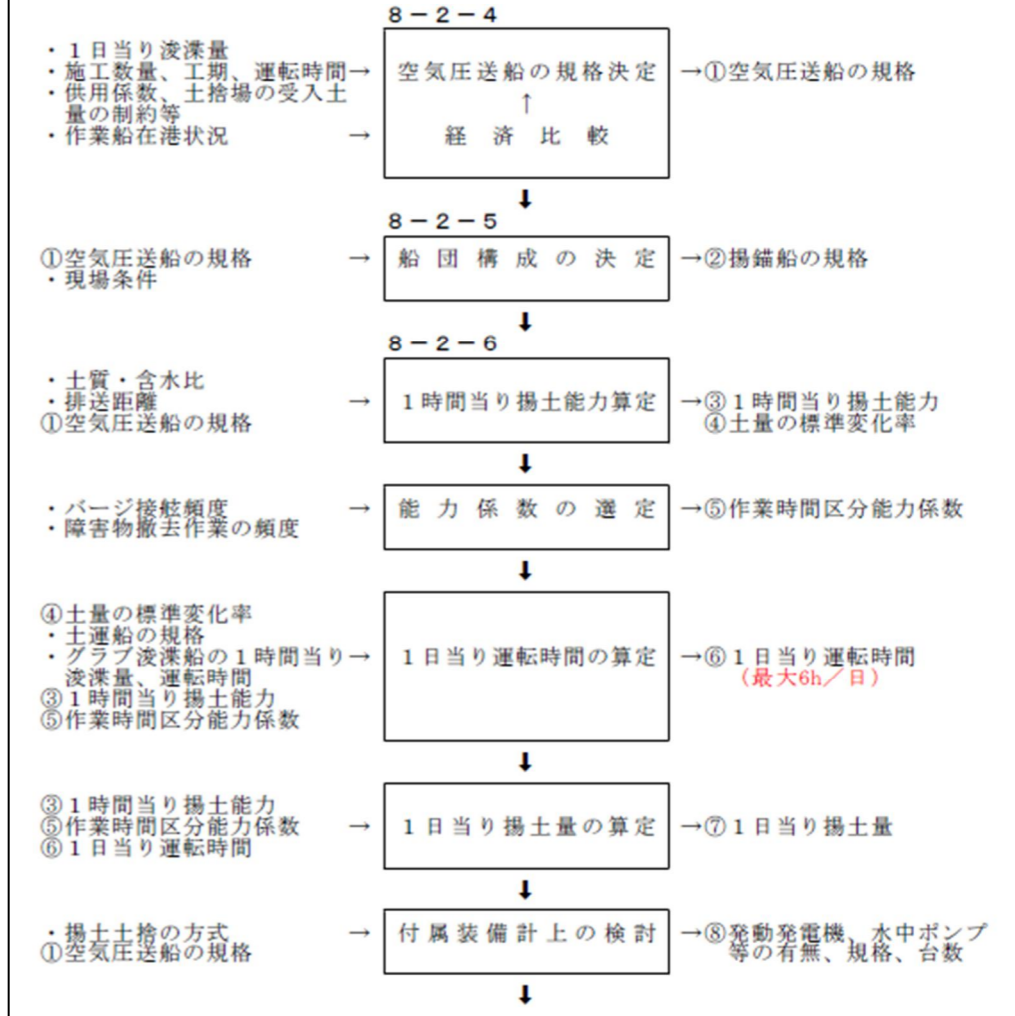 ８－２－４
・１日当り浚渫量
・施工数量、工期、運転時間→
・供用係数、土捨場の受入土
量の制約等
・作業船在港状況 →
空気圧送船の規格決定
↑
経済比較
→①空気圧送船の規格
⬇
８－２－５
①空気圧送船の規格 →
・現場条件
船団構成の決定
→②揚錨船の規格
⬇
８－２－６
・土質・含水比
・排送距離 →
①空気圧送船の規格
１時間当り揚土能力算定
→③１時間当り揚土能力
④土量の標準変化率
⬇
・バージ接舷頻度 →
・障害物撤去作業の頻度
能力係数の選定
→⑤作業時間区分能力係数
⬇
④土量の標準変化率
・土運船の規格
・グラブ浚渫船の１時間当り→
浚渫量、運転時間
③１時間当り揚土能力
⑤作業時間区分能力係数
１日当り運転時間の算定
→⑥１日当り運転時間
（最大6h／日）
⬇
③１時間当り揚土能力
⑤作業時間区分能力係数 →
⑥１日当り運転時間
１日当り揚土量の算定
→⑦１日当り揚土量
⬇
・揚土土捨の方式 →
①空気圧送船の規格
付属装備計上の検討
→⑧発動発電機、水中ポンプ
等の有無、規格、台数
⬇